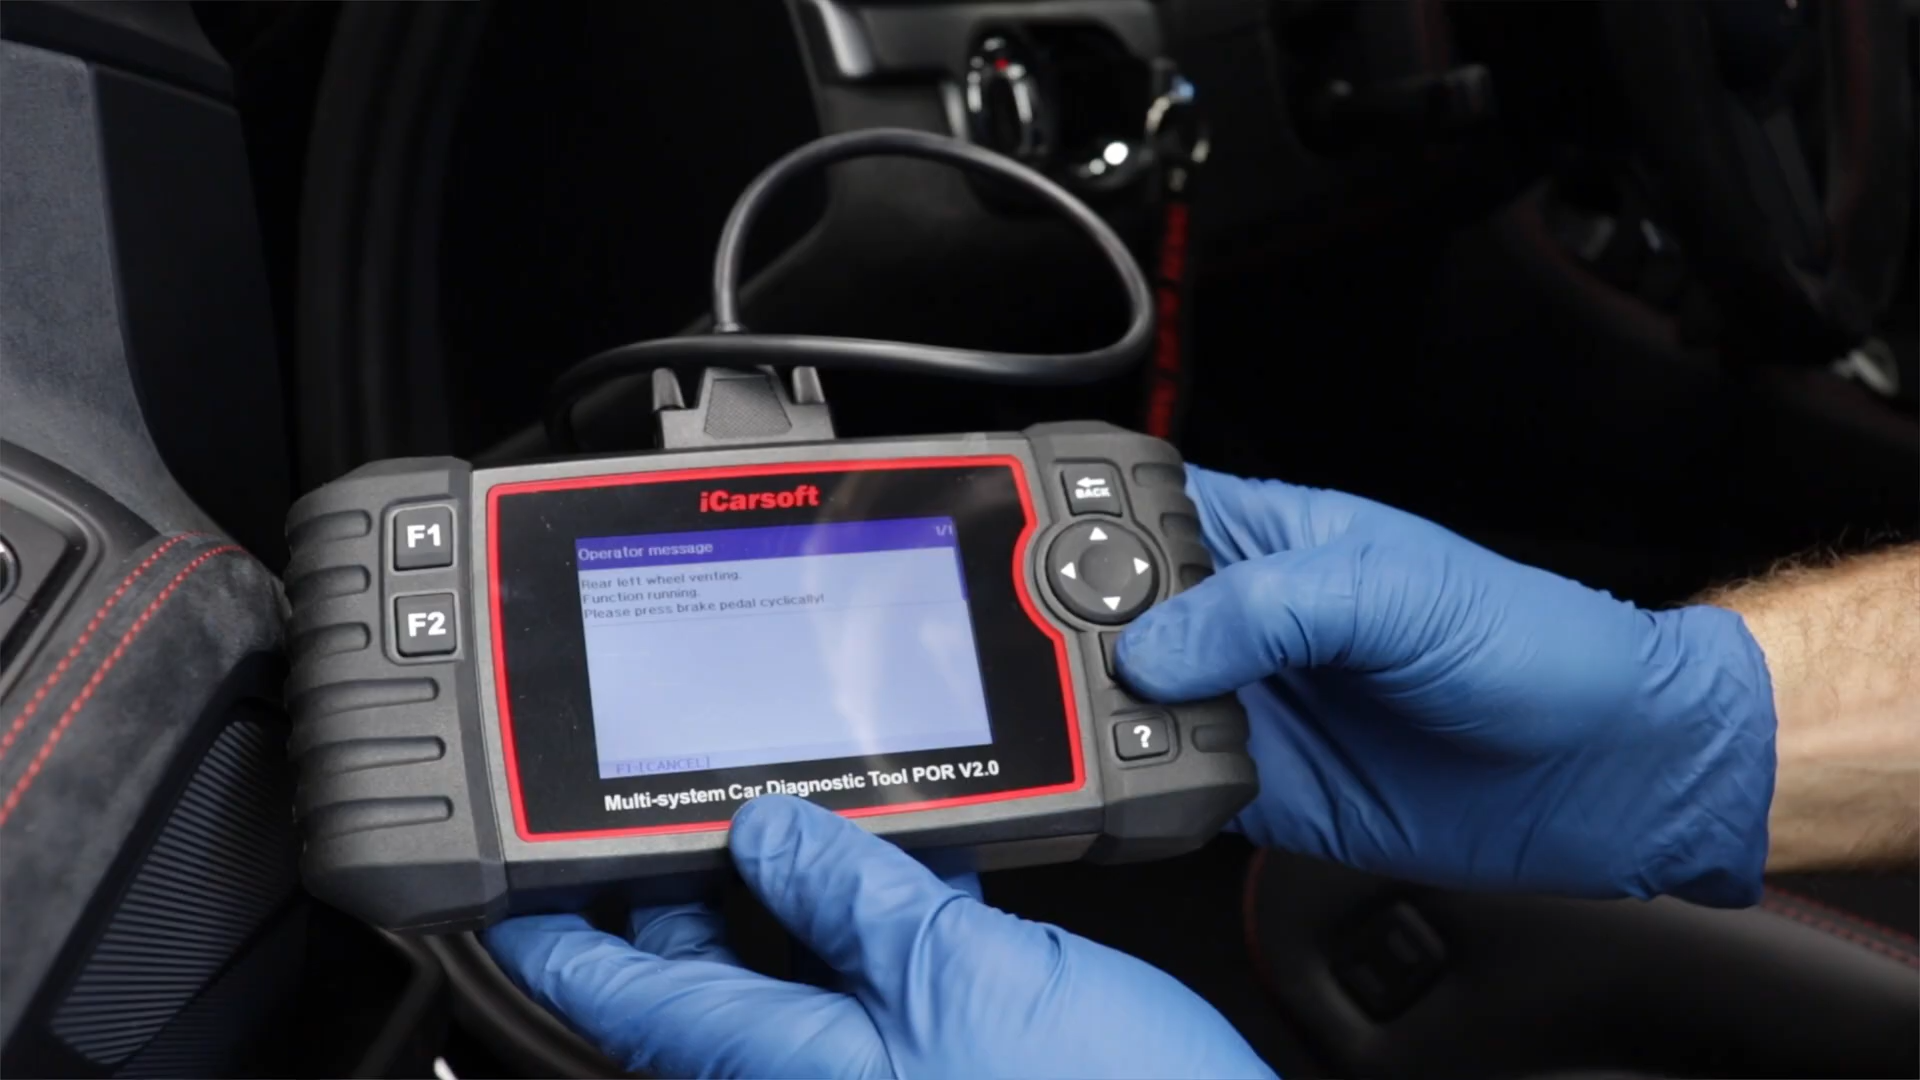 iCarsoft
Operator message 1/1
Rear left wheel venting.
Function running.
Please press brake pedal cyclically!
F1-[CANCEL]
Multi-system Car Diagnostic Tool POR V2.0
F1
F2
BACK
?